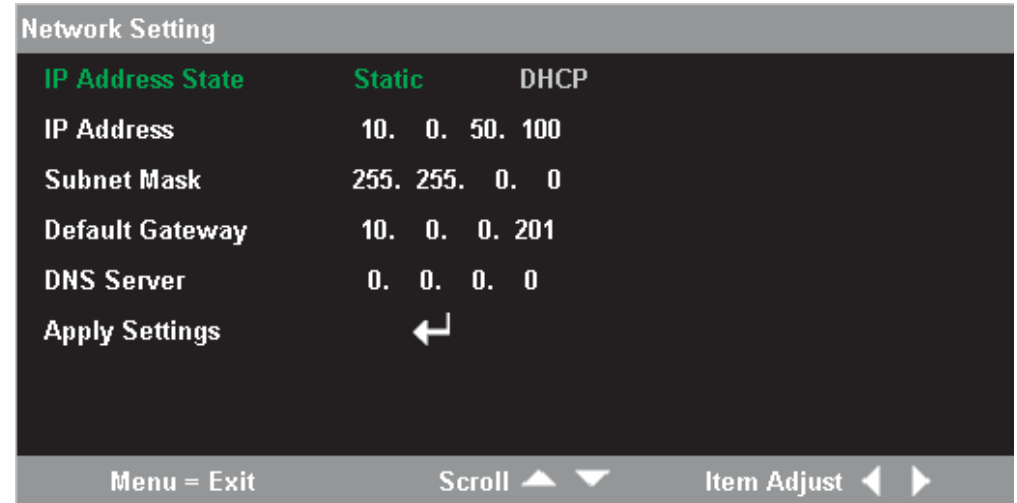 Network Setting
IP Address State Static DHCP
IP Address 10. 0. 50. 100
Subnet Mask 255. 255. 0. 0
Default Gateway 10. 0. 0. 201
DNS Server 0. 0. 0. 0
Apply Settings
Menu = Exit Scroll Item Adjust